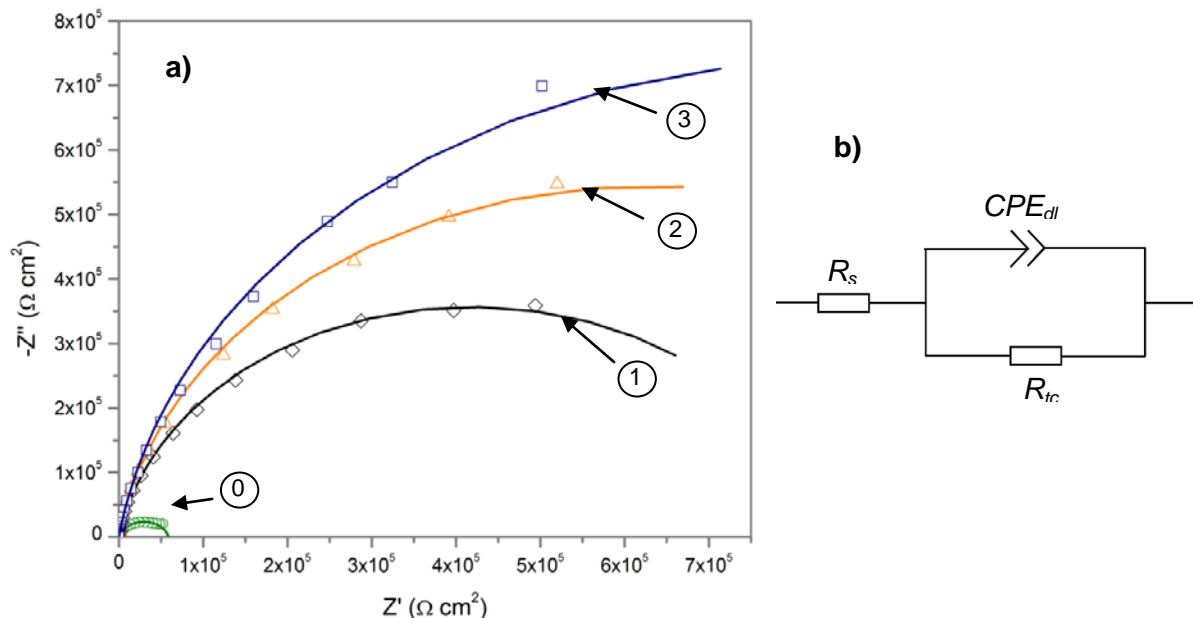 a)
8x10⁵
7x10⁵
6x10⁵
5x10⁵
4x10⁵
3x10⁵
2x10⁵
1x10⁵
0
-Z'' (Ω cm²)
3
2
1
0
0
1x10⁵
2x10⁵
3x10⁵
4x10⁵
5x10⁵
6x10⁵
7x10⁵
Z' (Ω cm²)
b)
CPE_dl
R_s
R_tc